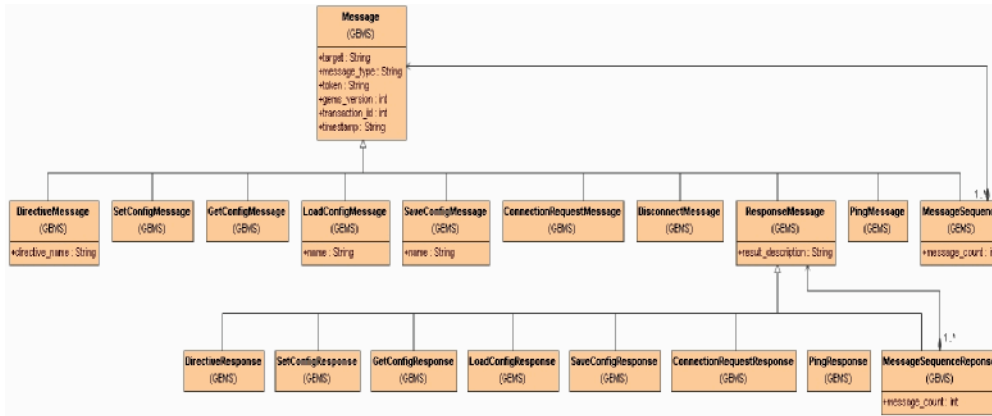 Message
(GEMS)
+target : String
+message_type : String
+token : String
+gems_version : int
+transaction_id : int
+timestamp : String
1..*
DirectiveMessage
(GEMS)
+directive_name : String
SetConfigMessage
(GEMS)
GetConfigMessage
(GEMS)
LoadConfigMessage
(GEMS)
+name : String
SaveConfigMessage
(GEMS)
+name : String
ConnectionRequestMessage
(GEMS)
DisconnectMessage
(GEMS)
ResponseMessage
(GEMS)
+result_description : String
PingMessage
(GEMS)
MessageSequenc
(GEMS)
+message_count : in
1..*
DirectiveResponse
(GEMS)
SetConfigResponse
(GEMS)
GetConfigResponse
(GEMS)
LoadConfigResponse
(GEMS)
SaveConfigResponse
(GEMS)
ConnectionRequestResponse
(GEMS)
PingResponse
(GEMS)
MessageSequenceReponse
(GEMS)
+message_count : int